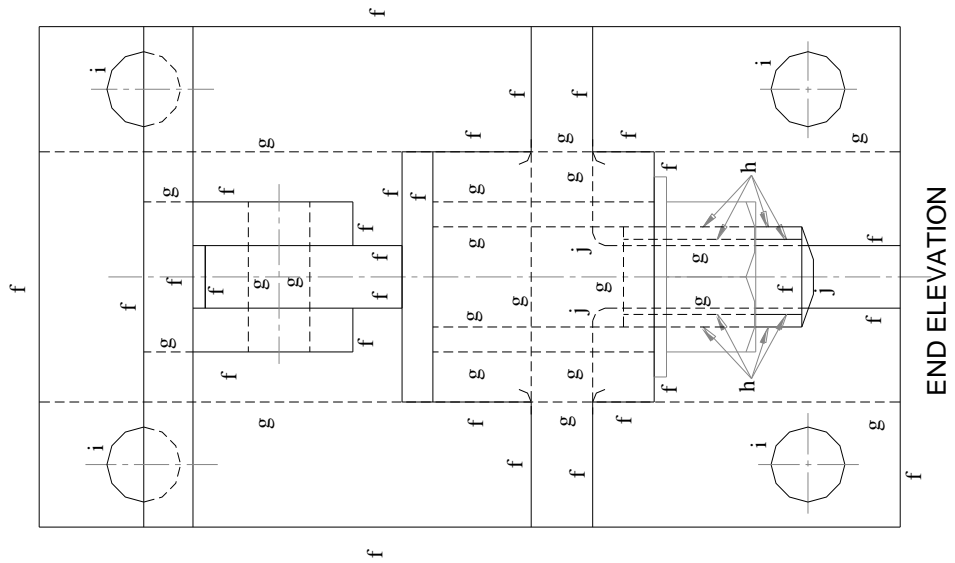 f
i i
f
g f g
f f f
g g g g
f f f f f f
f
f
f g g g g f
f g f
f g g j j g g f
f g f
f f
g g
h h
i f i
j
g f f g
f
END ELEVATION